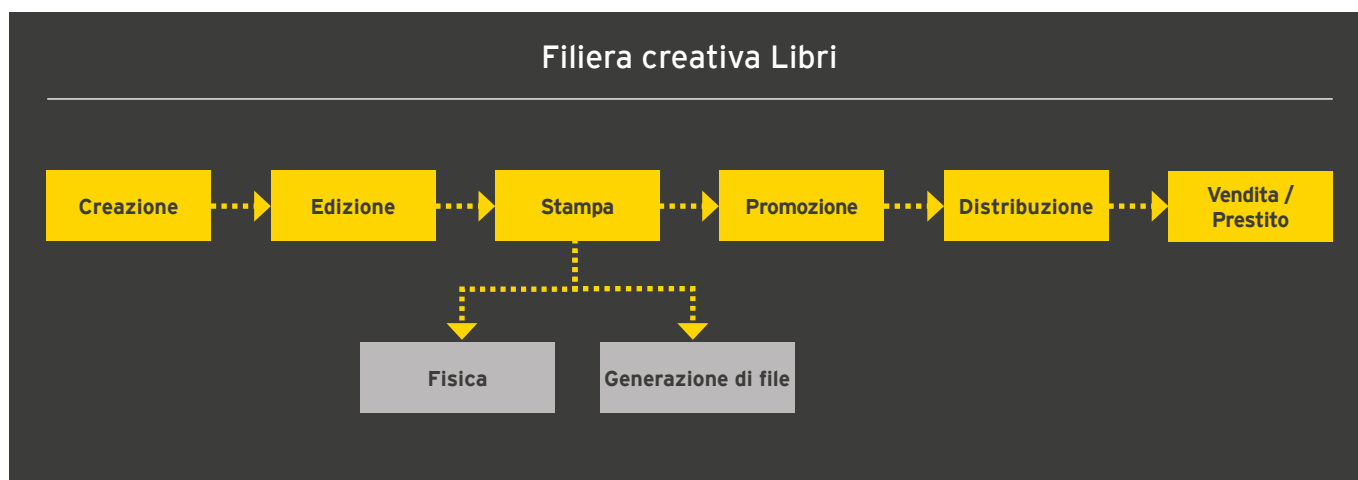 Filiera creativa Libri
Creazione
Edizione
Stampa
Promozione
Distribuzione
Vendita /
Prestito
Fisica
Generazione di file